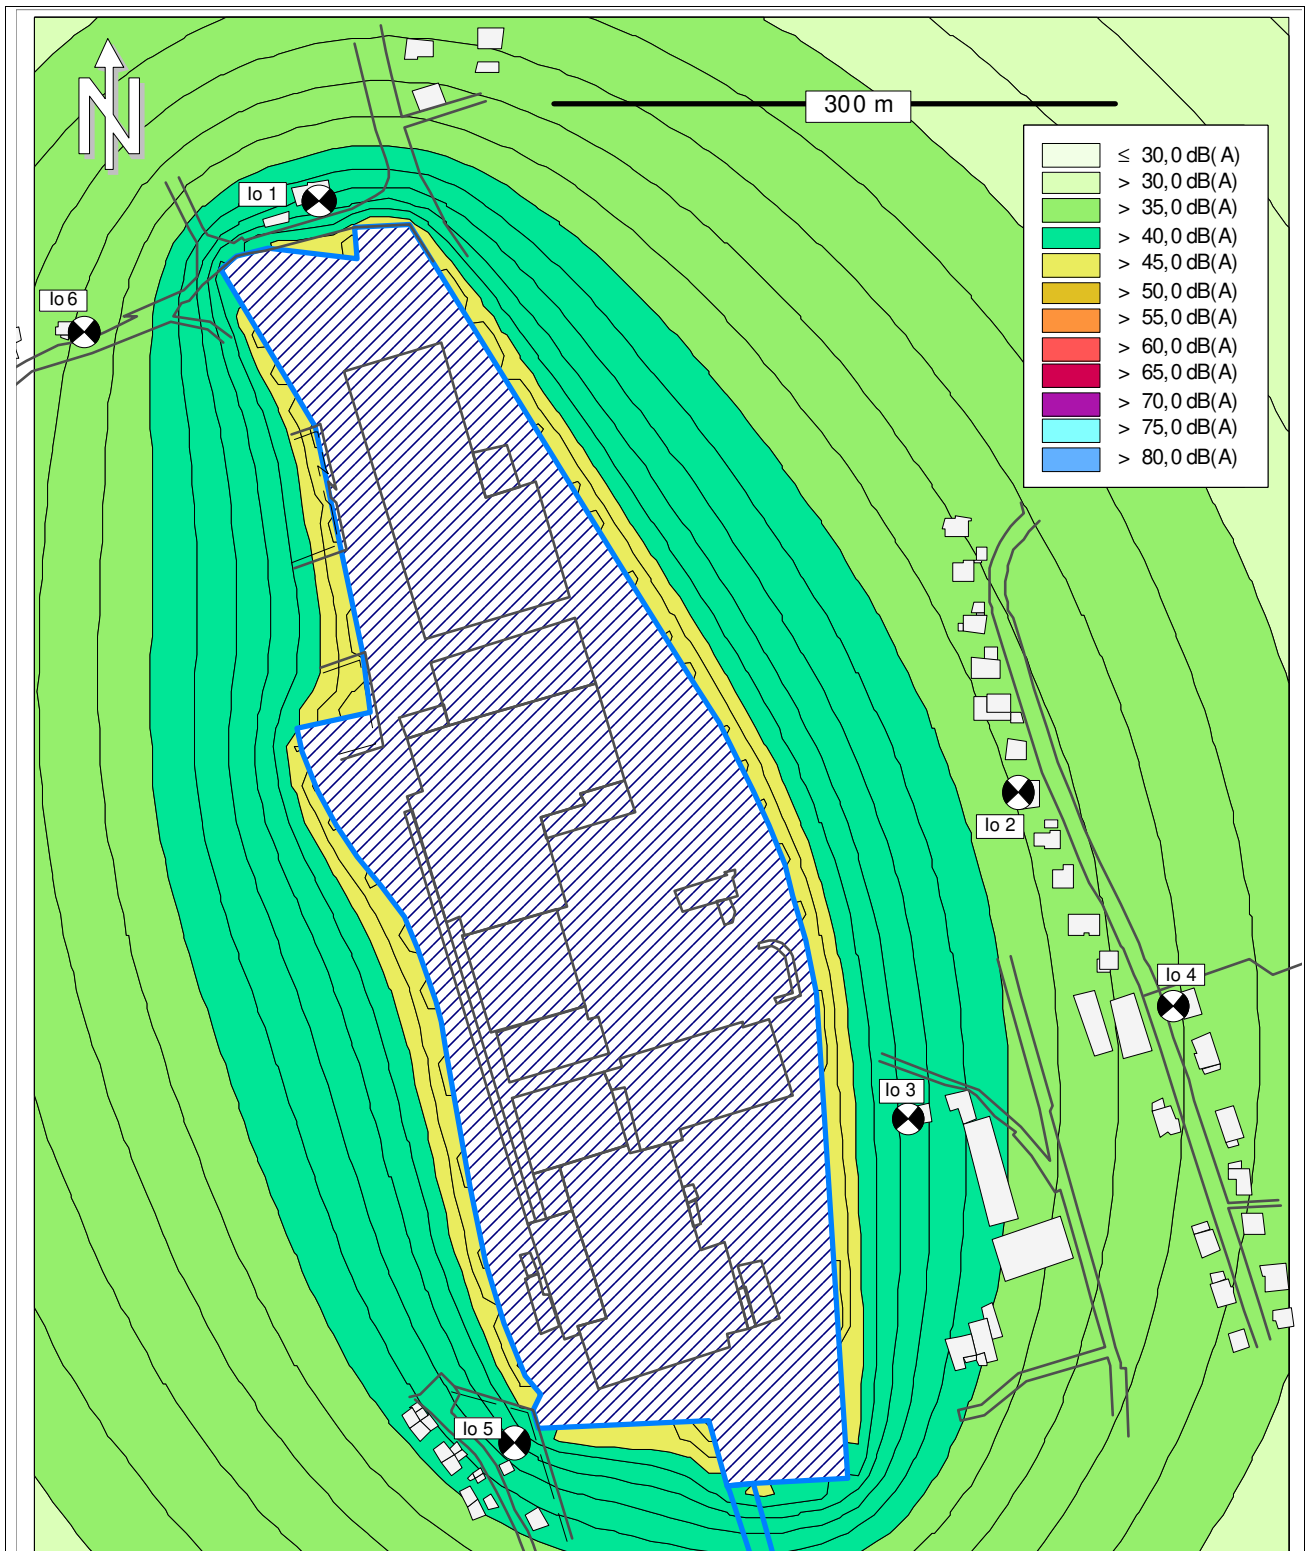 N
300 m
≤ 30,0 dB(A)
> 30,0 dB(A)
> 35,0 dB(A)
> 40,0 dB(A)
> 45,0 dB(A)
> 50,0 dB(A)
> 55,0 dB(A)
> 60,0 dB(A)
> 65,0 dB(A)
> 70,0 dB(A)
> 75,0 dB(A)
> 80,0 dB(A)
Io 1
Io 6
Io 2
Io 4
Io 3
Io 5